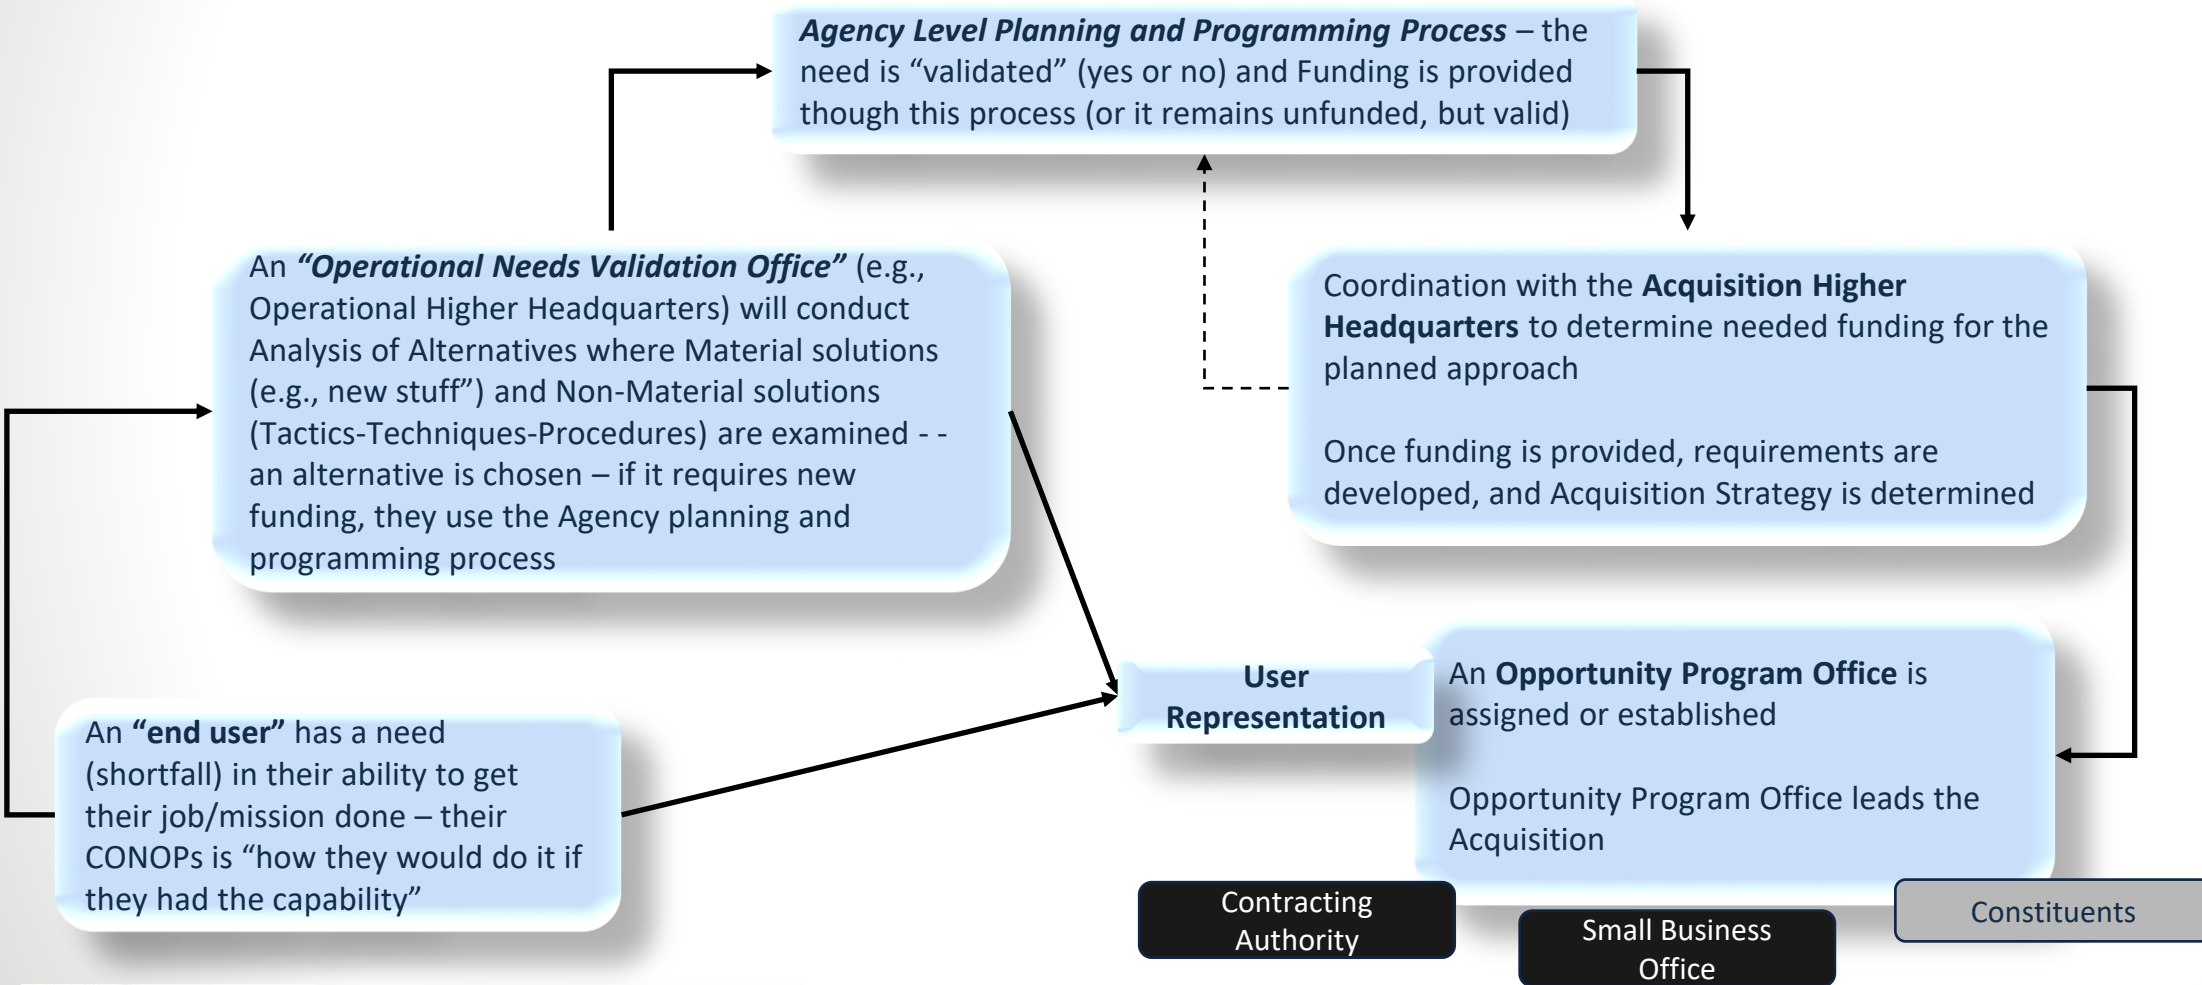 Agency Level Planning and Programming Process – the
need is “validated” (yes or no) and Funding is provided
though this process (or it remains unfunded, but valid)
An “Operational Needs Validation Office” (e.g.,
Operational Higher Headquarters) will conduct
Analysis of Alternatives where Material solutions
(e.g., new stuff”) and Non-Material solutions
(Tactics-Techniques-Procedures) are examined - -
an alternative is chosen – if it requires new
funding, they use the Agency planning and
programming process
Coordination with the Acquisition Higher
Headquarters to determine needed funding for the
planned approach
Once funding is provided, requirements are
developed, and Acquisition Strategy is determined
An “end user” has a need
(shortfall) in their ability to get
their job/mission done – their
CONOPs is “how they would do it if
they had the capability”
User
Representation
An Opportunity Program Office is
assigned or established
Opportunity Program Office leads the
Acquisition
Contracting
Authority
Small Business
Office
Constituents